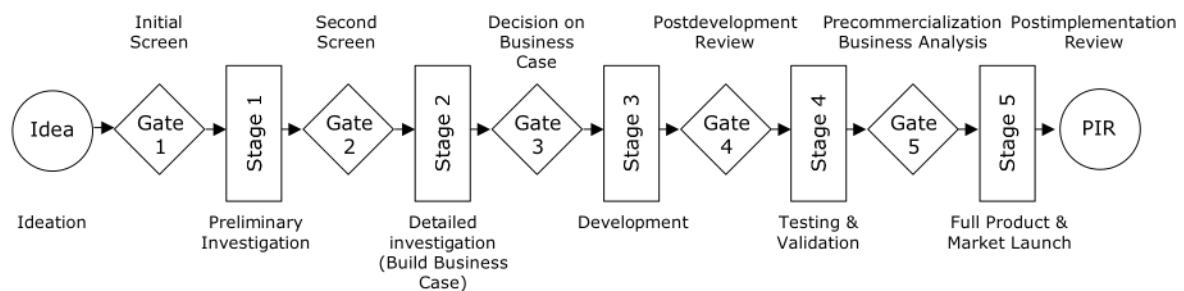 Initial
Screen
Second
Screen
Decision on
Business
Case
Postdevelopment
Review
Precommercialization
Business Analysis
Postimplementation
Review
Idea
Gate
1
Stage 1
Gate
2
Stage 2
Gate
3
Stage 3
Gate
4
Stage 4
Gate
5
Stage 5
PIR
Ideation
Preliminary
Investigation
Detailed
investigation
(Build Business
Case)
Development
Testing &
Validation
Full Product &
Market Launch